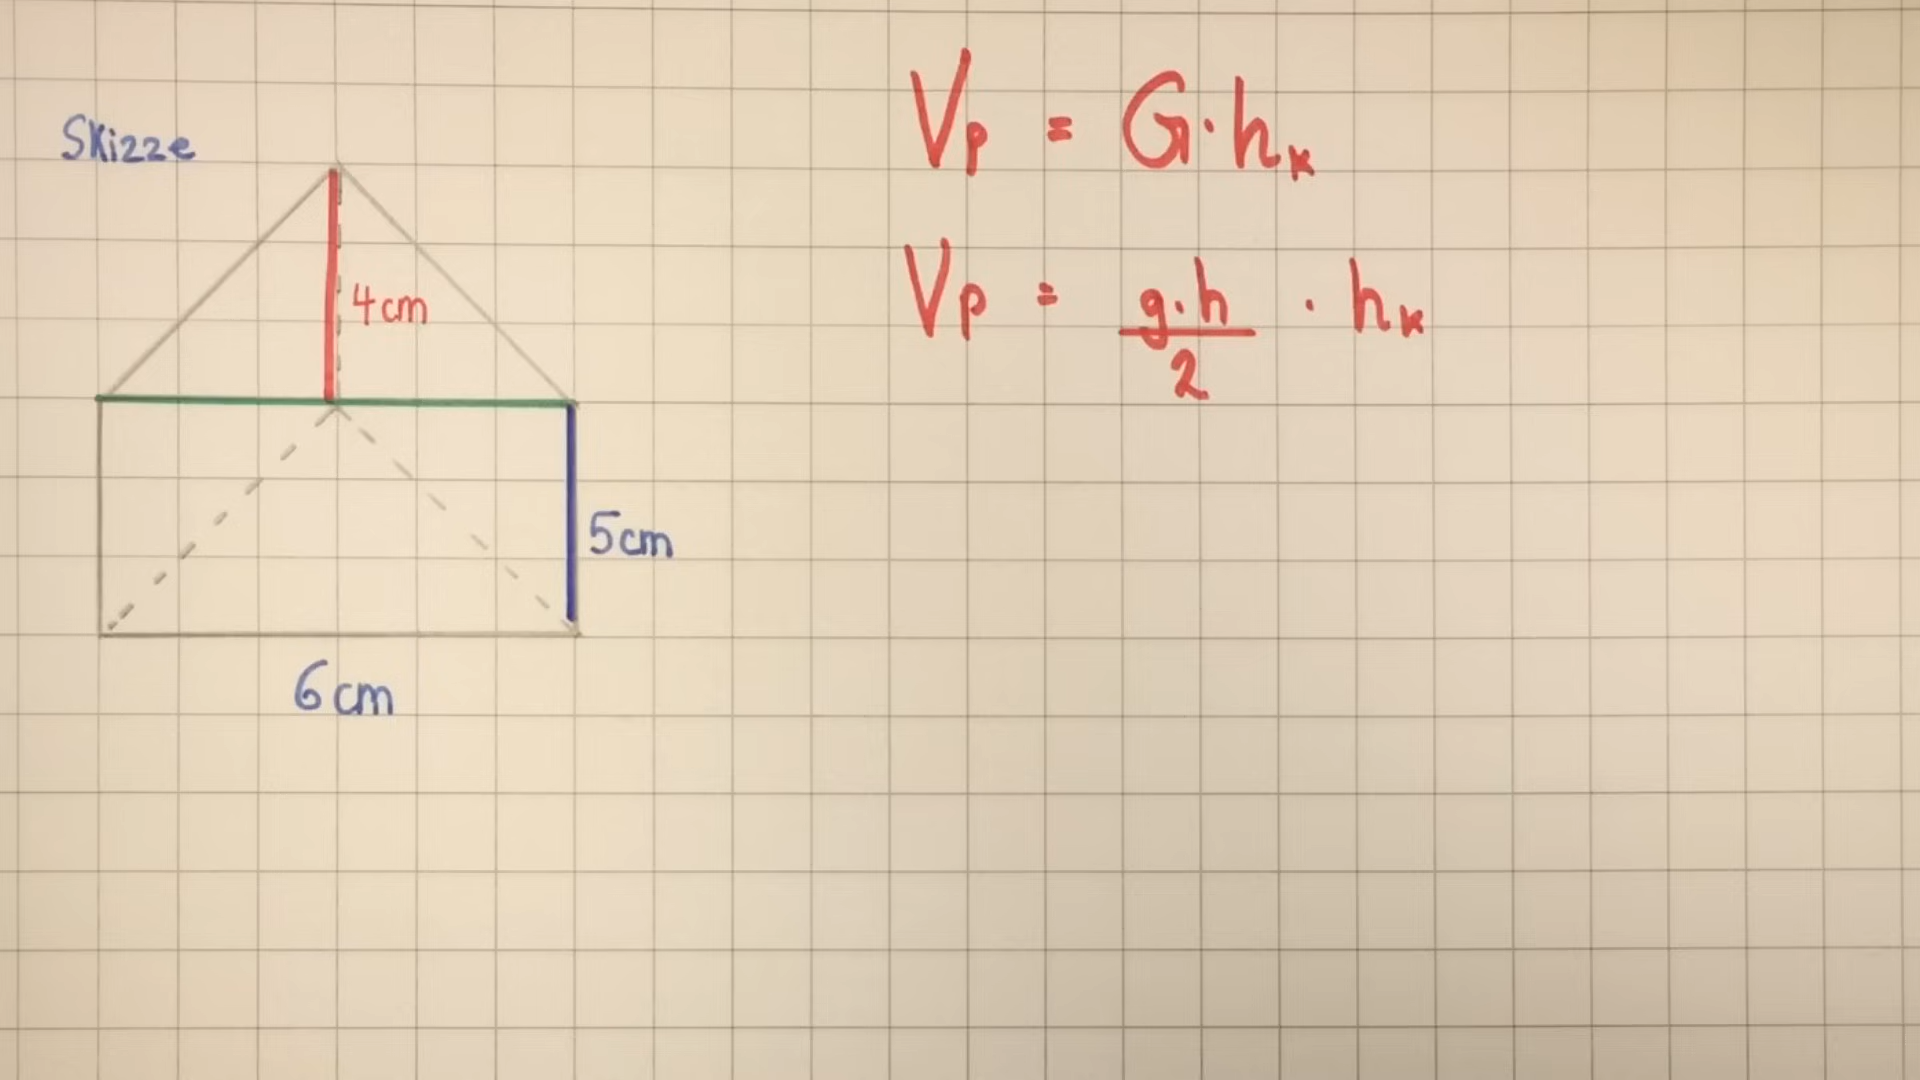 Skizze
4cm
5cm
6cm
Vp = G·hₖ
Vp = g·h/2 · hₖ